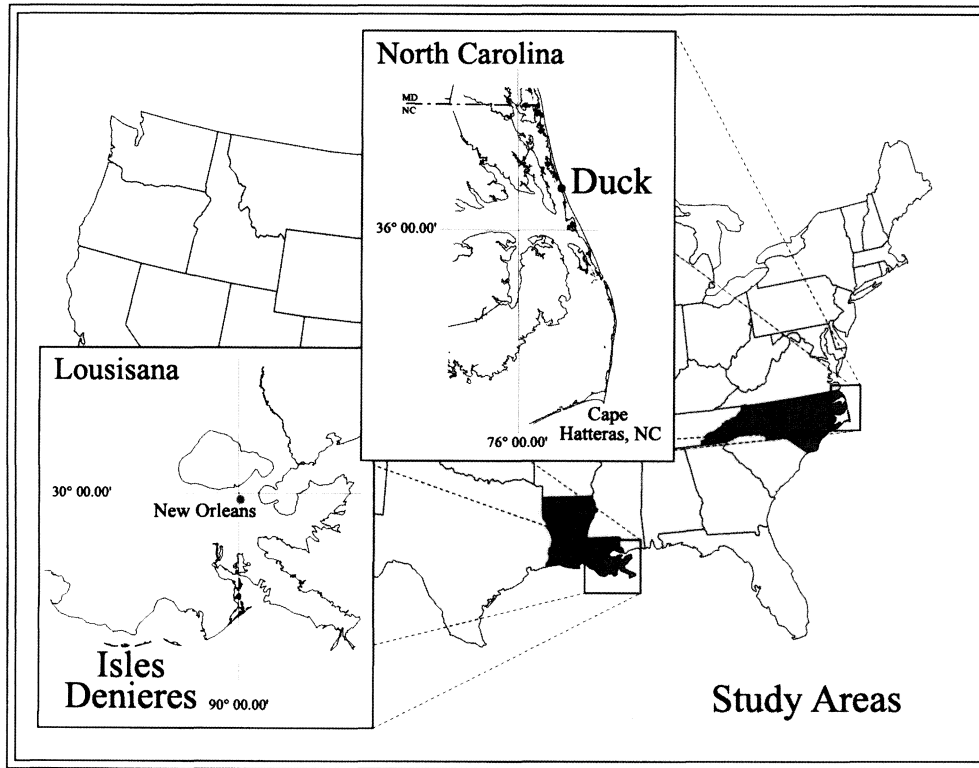 North Carolina
MD
NC
Duck
36° 00.00'
Cape
Hatteras, NC
76° 00.00'
Lousisana
30° 00.00'
New Orleans
Isles
Denieres
90° 00.00'
Study Areas